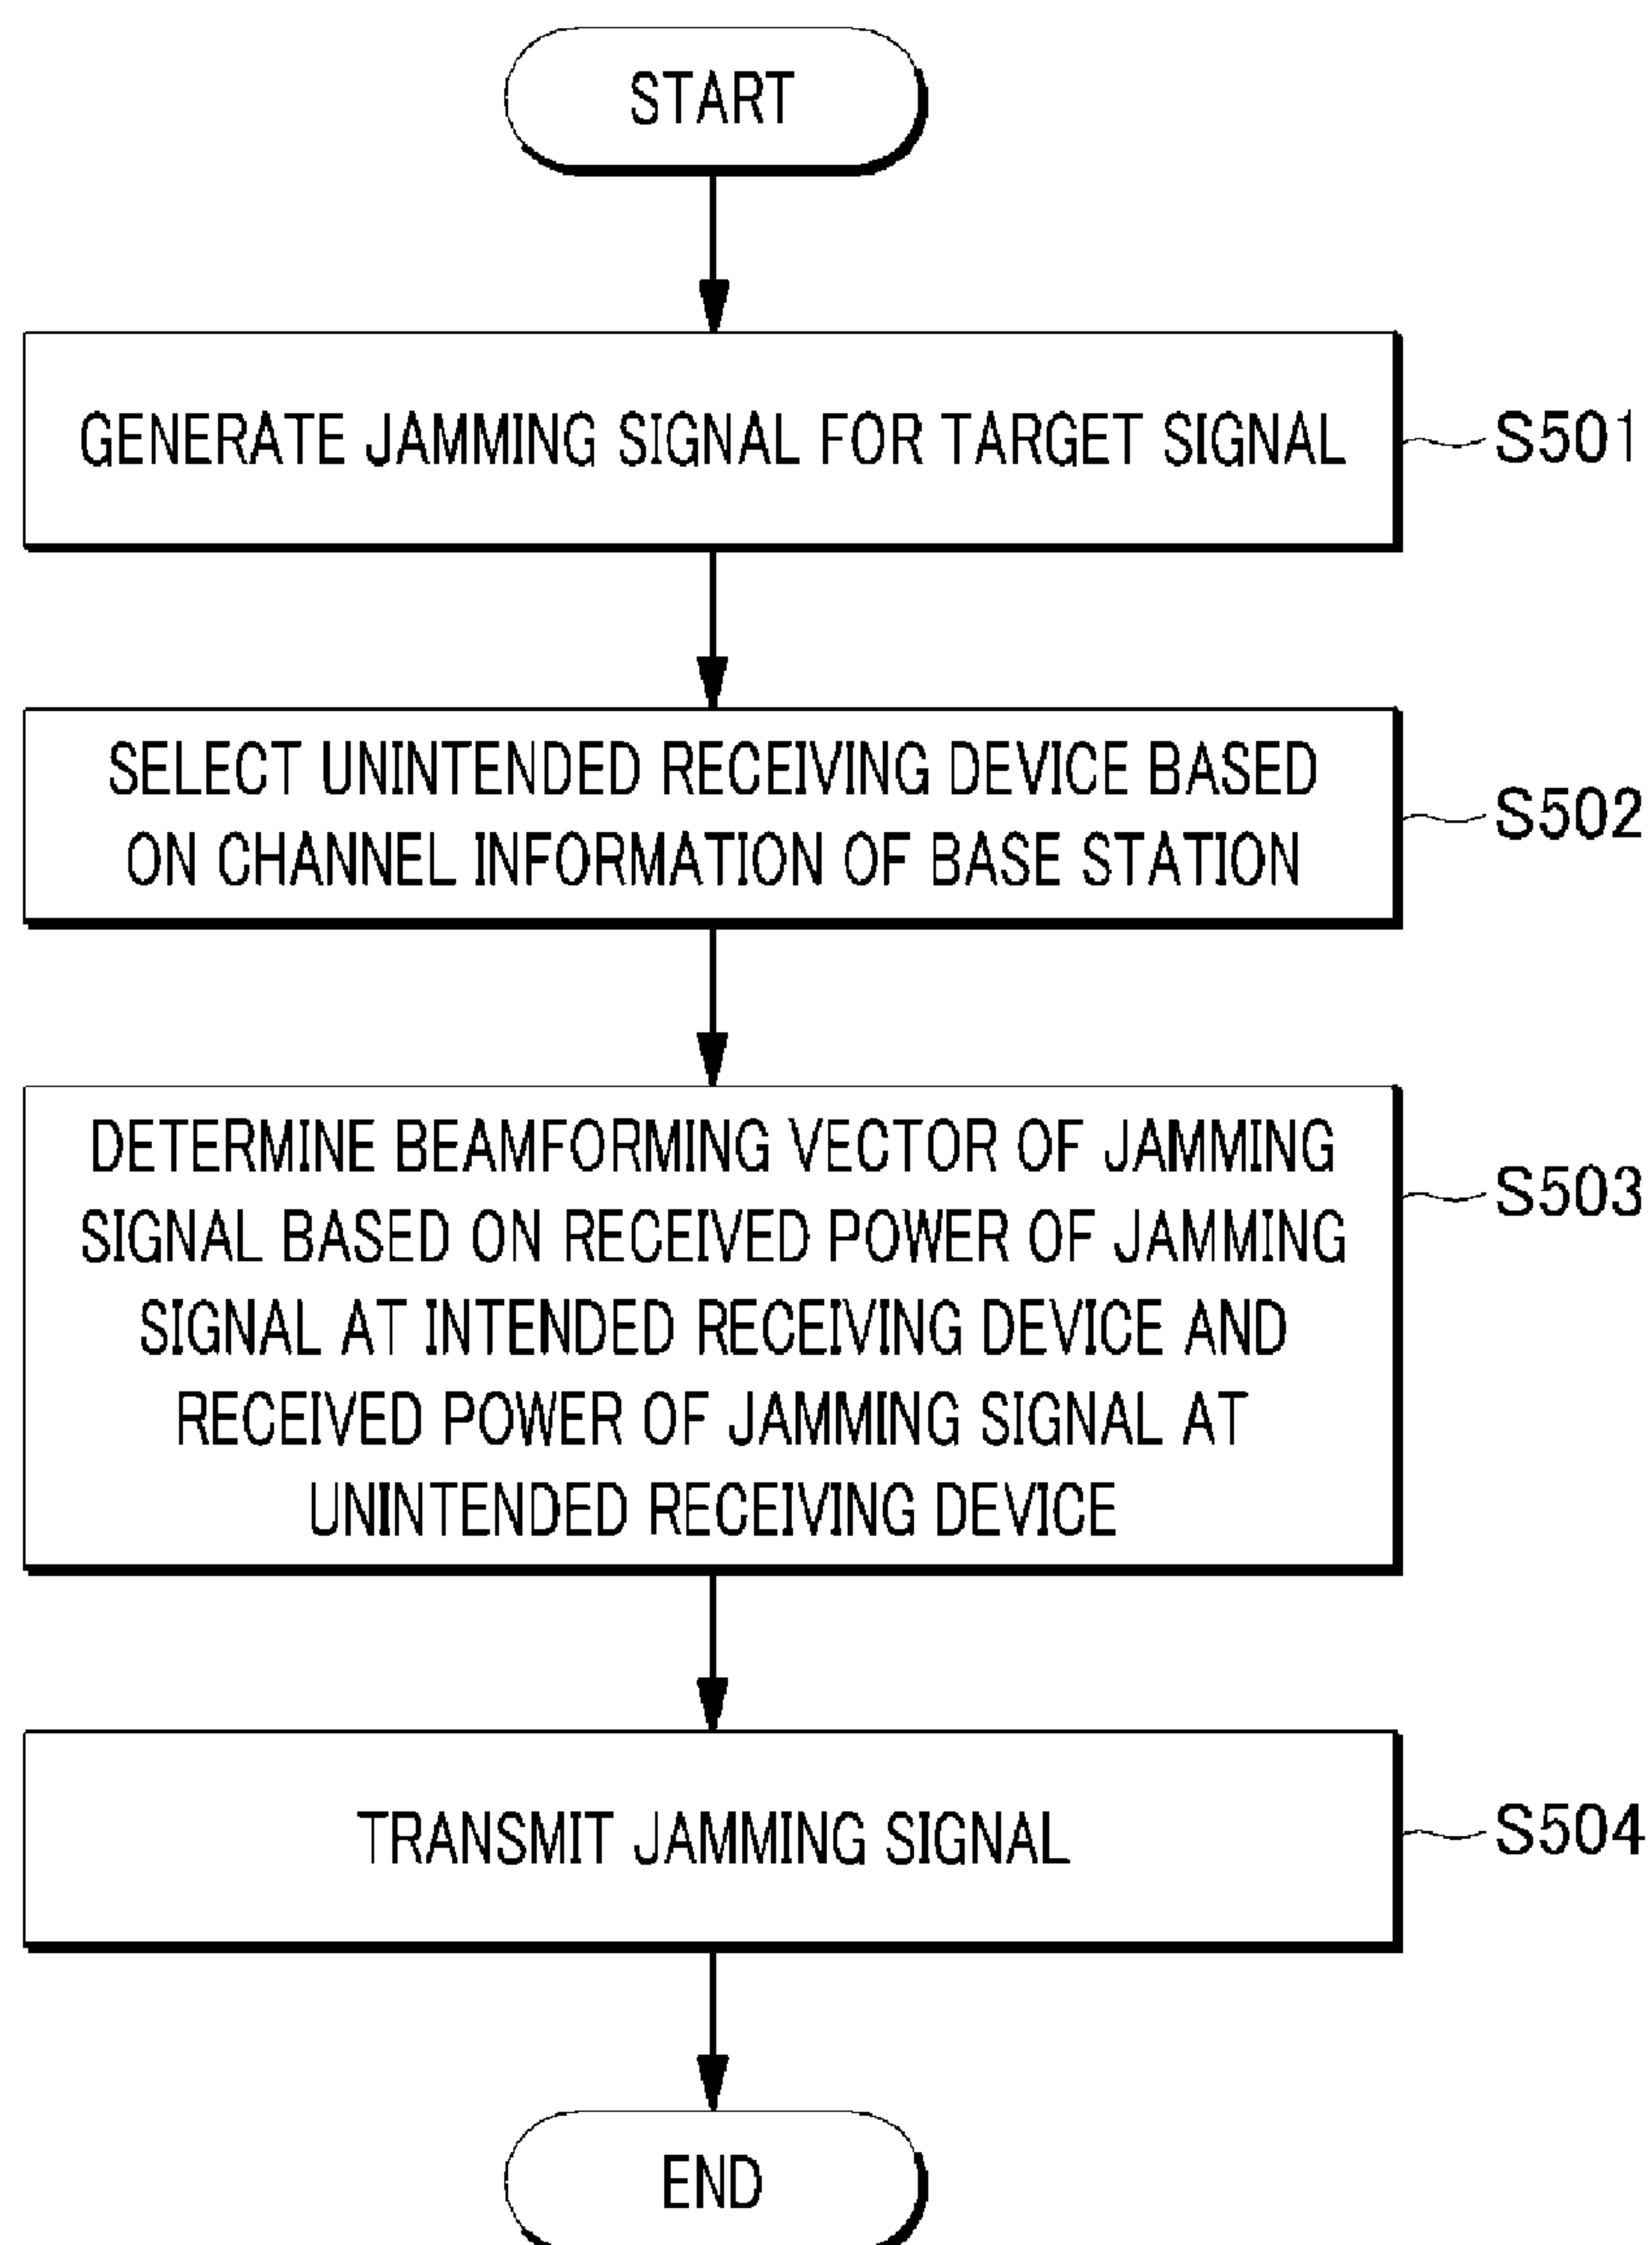 START
GENERATE JAMMING SIGNAL FOR TARGET SIGNAL
S501
SELECT UNINTENDED RECEIVING DEVICE BASED
ON CHANNEL INFORMATION OF BASE STATION
S502
DETERMINE BEAMFORMING VECTOR OF JAMMING
SIGNAL BASED ON RECEIVED POWER OF JAMMING
SIGNAL AT INTENDED RECEIVING DEVICE AND
RECEIVED POWER OF JAMMING SIGNAL AT
UNINTENDED RECEIVING DEVICE
S503
TRANSMIT JAMMING SIGNAL
S504
END